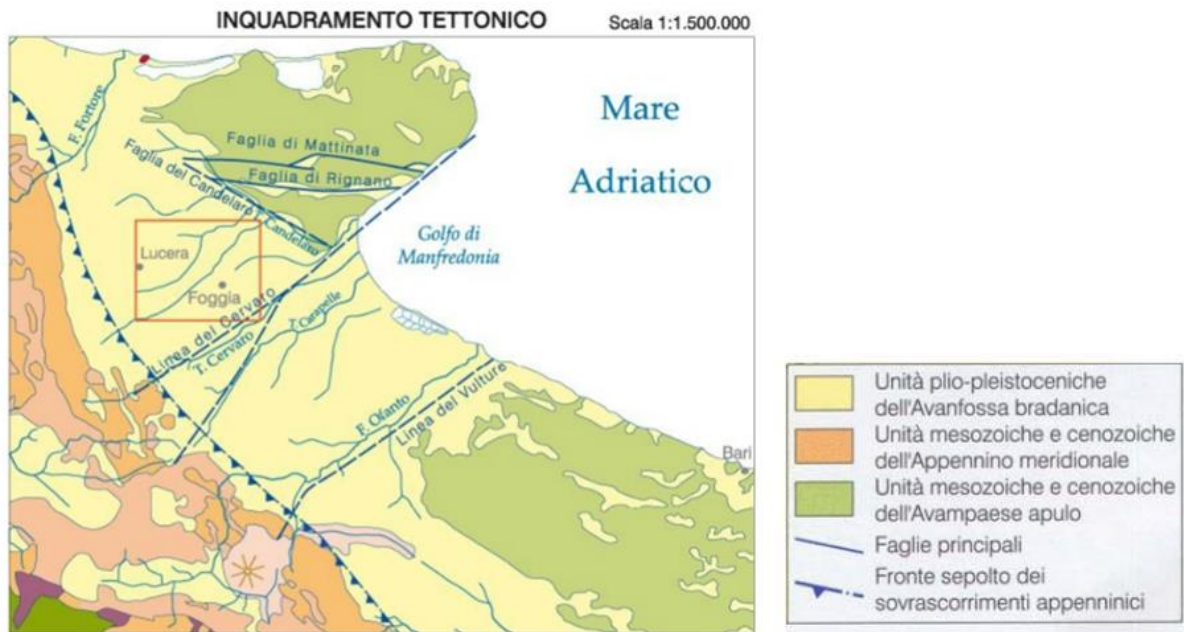 INQUADRAMENTO TETTONICO
Scala 1:1.500.000
Mare
Adriatico
F. Fortore
Faglia di Mattinata
Faglia di Rignano
Faglia del Candelaro
T. Candelaro
Golfo di
Manfredonia
Lucera
Foggia
Linea del Cervaro
T. Cervaro
T. Carapelle
F. Ofanto
Linea del Vulture
Bari
Unità plio-pleistoceniche
dell'Avanfossa bradanica
Unità mesozoiche e cenozoiche
dell'Appennino meridionale
Unità mesozoiche e cenozoiche
dell'Avampaese apulo
Faglie principali
Fronte sepolto dei
sovrascorrimenti appenninici